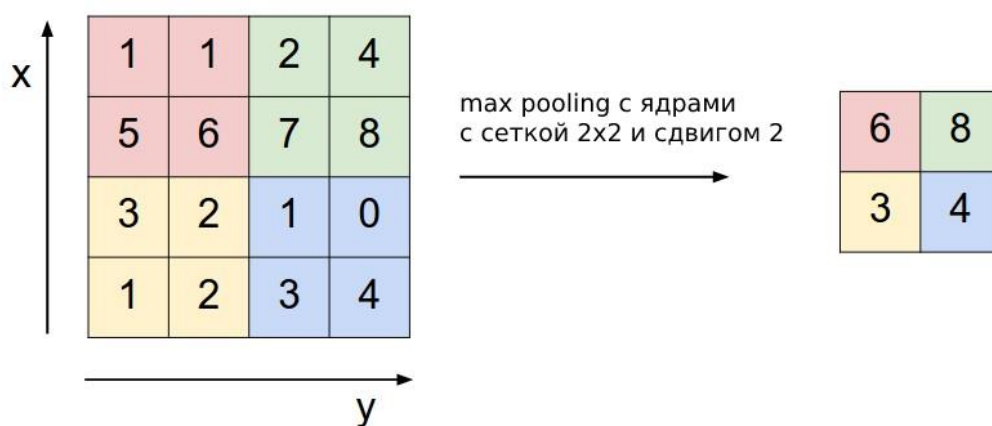 x
1 1 2 4
5 6 7 8
3 2 1 0
1 2 3 4
y
max pooling с ядрами
с сеткой 2x2 и сдвигом 2
6 8
3 4